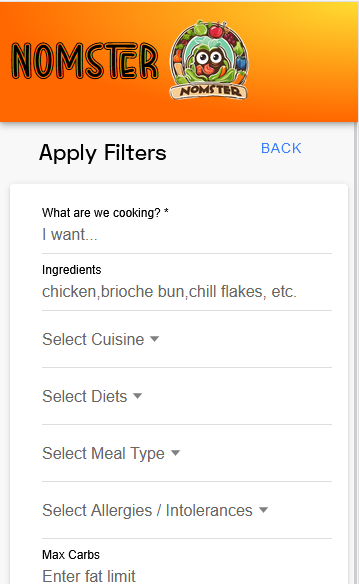 NOMSTER
NOMSTER
Apply Filters
BACK
What are we cooking? *
I want...
Ingredients
chicken,brioche bun,chill flakes, etc.
Select Cuisine
Select Diets
Select Meal Type
Select Allergies / Intolerances
Max Carbs
Enter fat limit